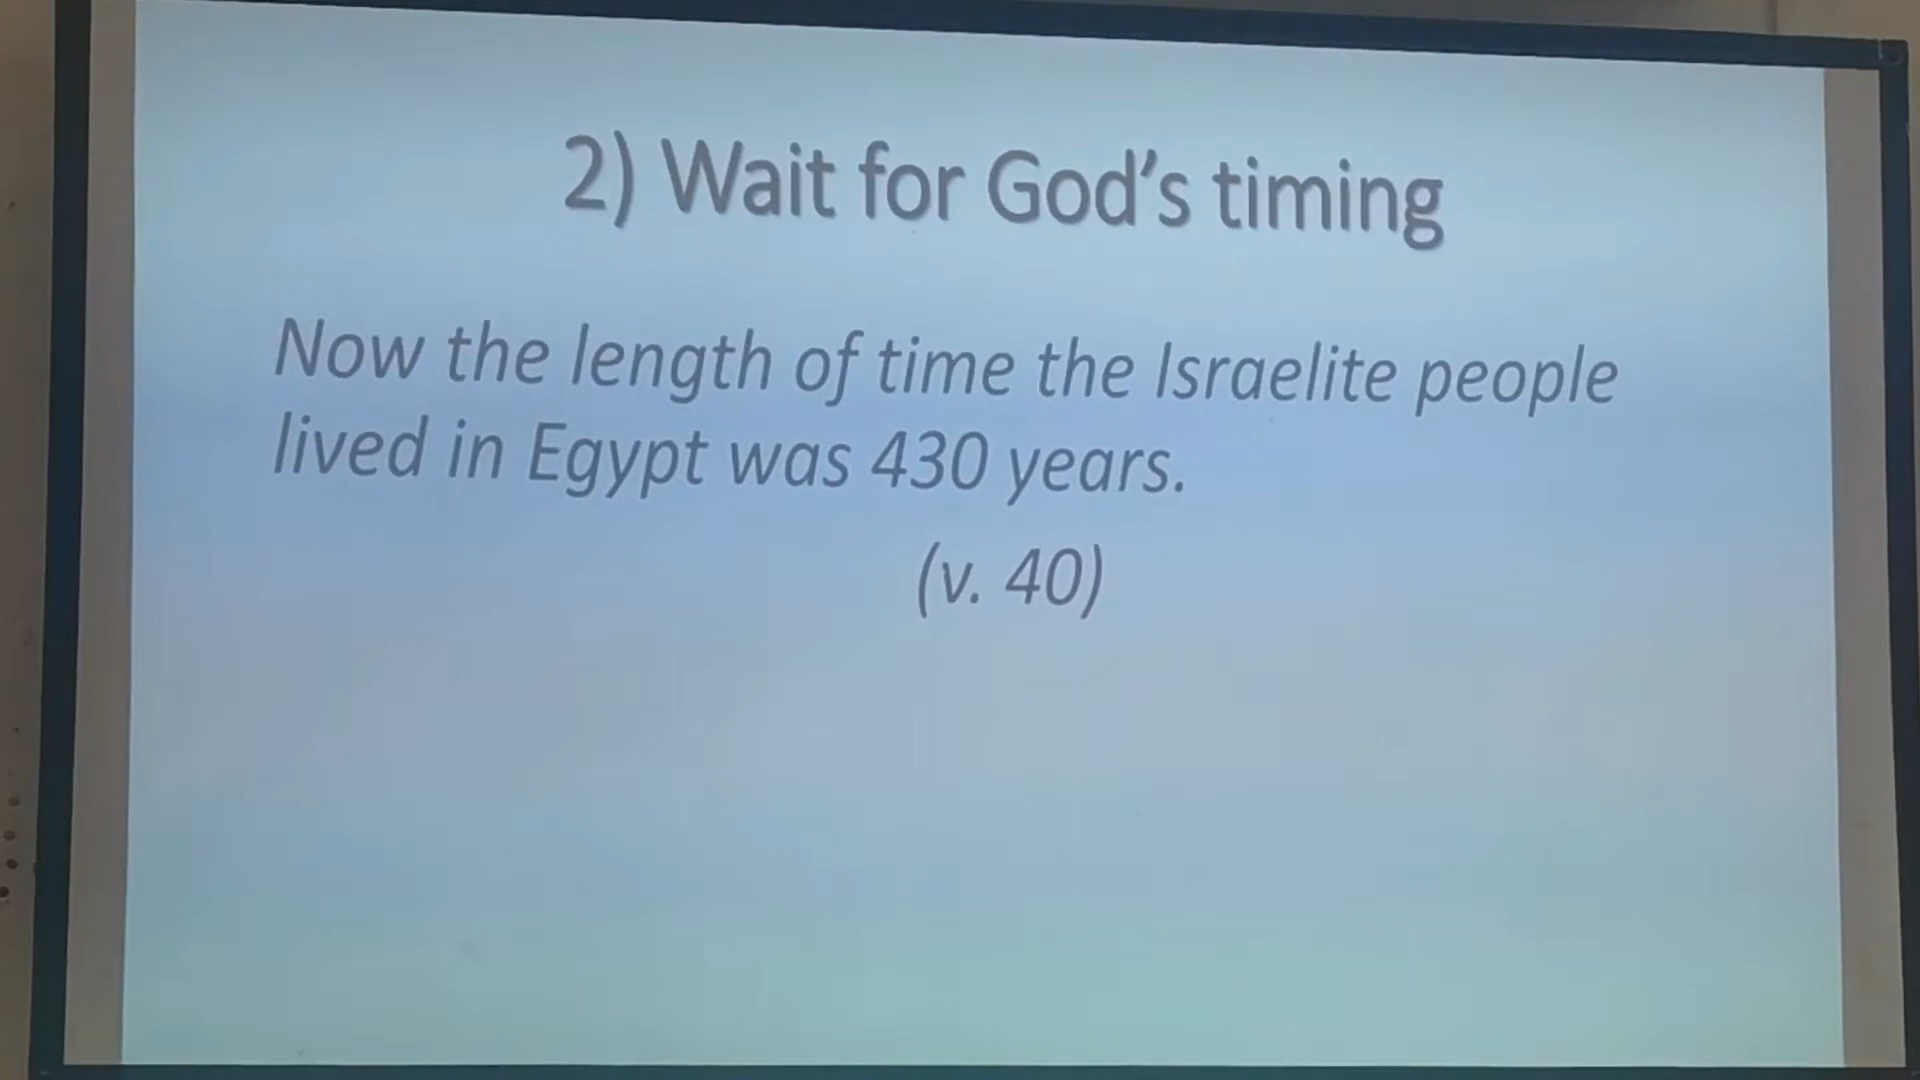 2) Wait for God's timing
Now the length of time the Israelite people
lived in Egypt was 430 years.
(v. 40)